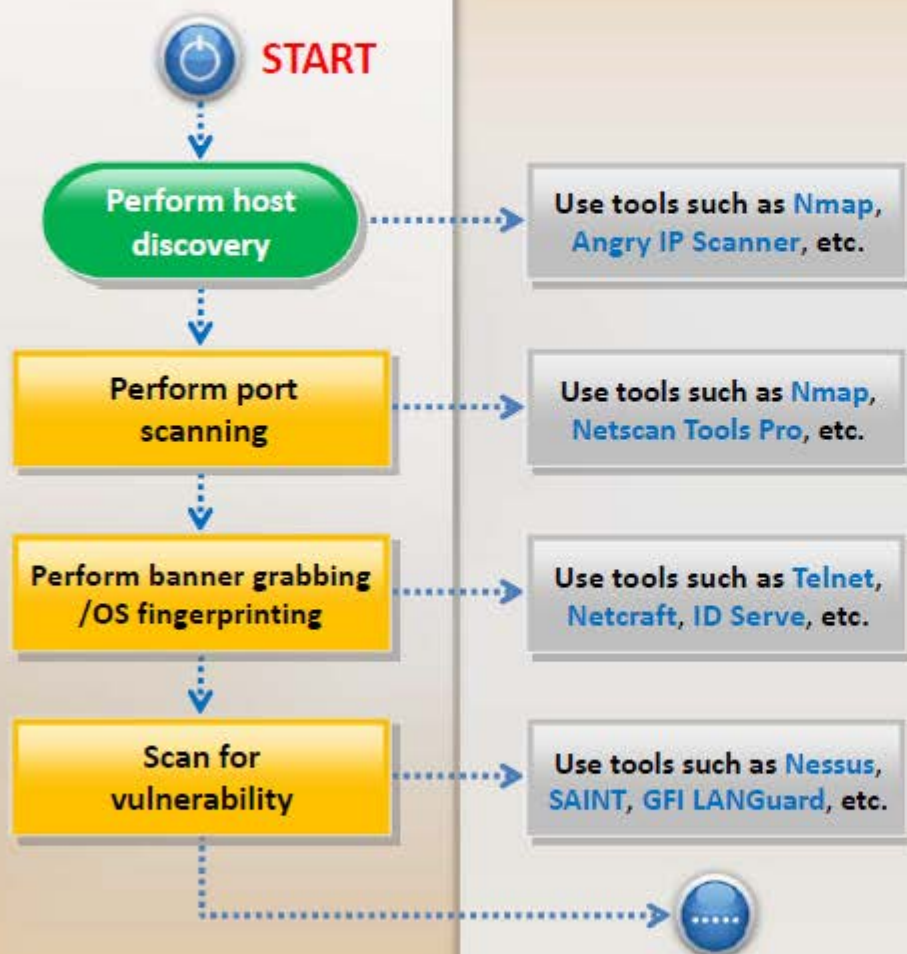 START
Perform host
discovery
Use tools such as Nmap,
Angry IP Scanner, etc.
Perform port
scanning
Use tools such as Nmap,
Netscan Tools Pro, etc.
Perform banner grabbing
/OS fingerprinting
Use tools such as Telnet,
Netcraft, ID Serve, etc.
Scan for
vulnerability
Use tools such as Nessus,
SAINT, GFI LANGuard, etc.
.....